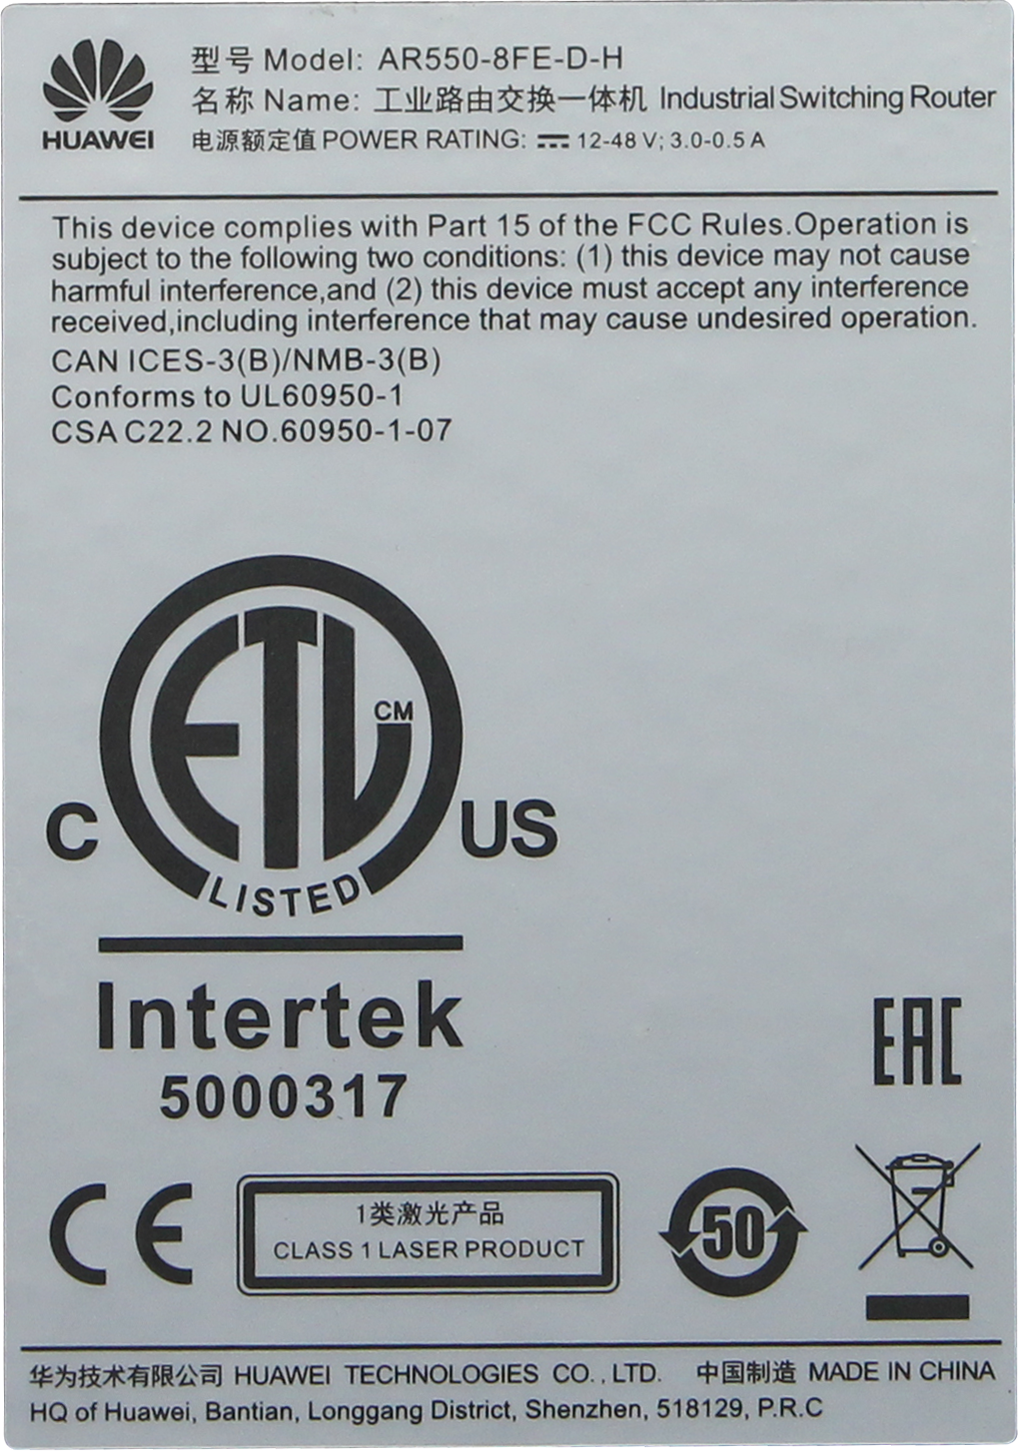 型号 Model: AR550-8FE-D-H
名称 Name: 工业路由交换一体机 Industrial Switching Router
HUAWEI
电源额定值 POWER RATING: ⎓ 12-48 V; 3.0-0.5 A
This device complies with Part 15 of the FCC Rules.Operation is
subject to the following two conditions: (1) this device may not cause
harmful interference,and (2) this device must accept any interference
received,including interference that may cause undesired operation.
CAN ICES-3(B)/NMB-3(B)
Conforms to UL60950-1
CSA C22.2 NO.60950-1-07
ETL CM
C US
LISTED
Intertek
5000317
EAC
CE
1类激光产品
CLASS 1 LASER PRODUCT
50
华为技术有限公司 HUAWEI TECHNOLOGIES CO., LTD. 中国制造 MADE IN CHINA
HQ of Huawei, Bantian, Longgang District, Shenzhen, 518129, P.R.C